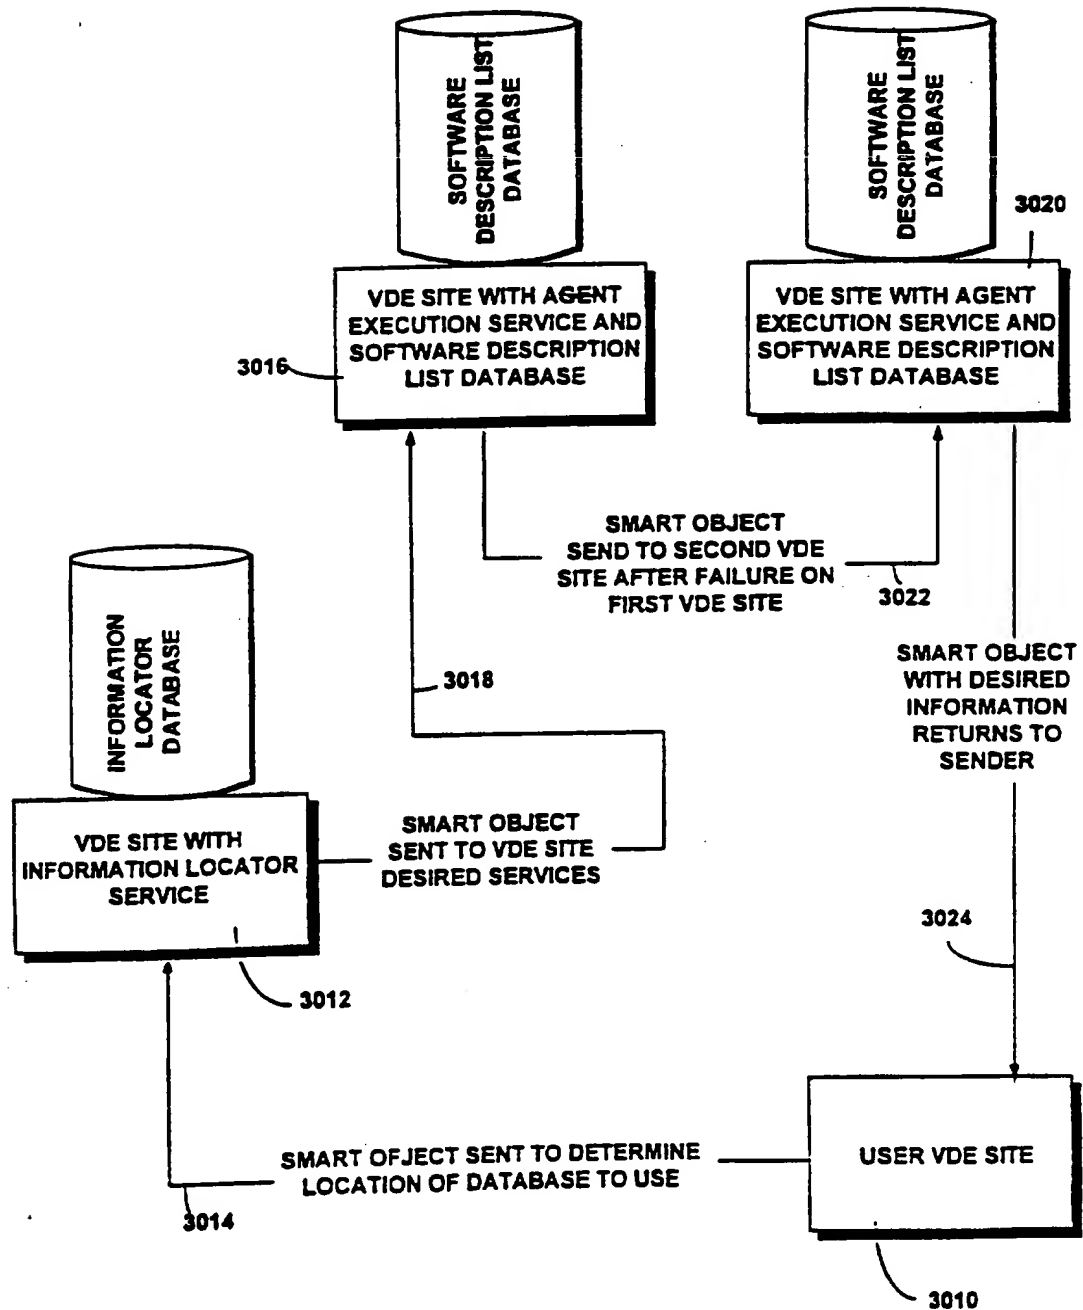 SOFTWARE
DESCRIPTION LIST
DATABASE
SOFTWARE
DESCRIPTION LIST
DATABASE
3020
VDE SITE WITH AGENT
EXECUTION SERVICE AND
SOFTWARE DESCRIPTION
LIST DATABASE
3016
VDE SITE WITH AGENT
EXECUTION SERVICE AND
SOFTWARE DESCRIPTION
LIST DATABASE
SMART OBJECT
SEND TO SECOND VDE
SITE AFTER FAILURE ON
FIRST VDE SITE
3022
INFORMATION
LOCATOR
DATABASE
3018
SMART OBJECT
WITH DESIRED
INFORMATION
RETURNS TO
SENDER
VDE SITE WITH
INFORMATION LOCATOR
SERVICE
SMART OBJECT
SENT TO VDE SITE
DESIRED SERVICES
3024
3012
SMART OFJECT SENT TO DETERMINE
LOCATION OF DATABASE TO USE
3014
USER VDE SITE
3010